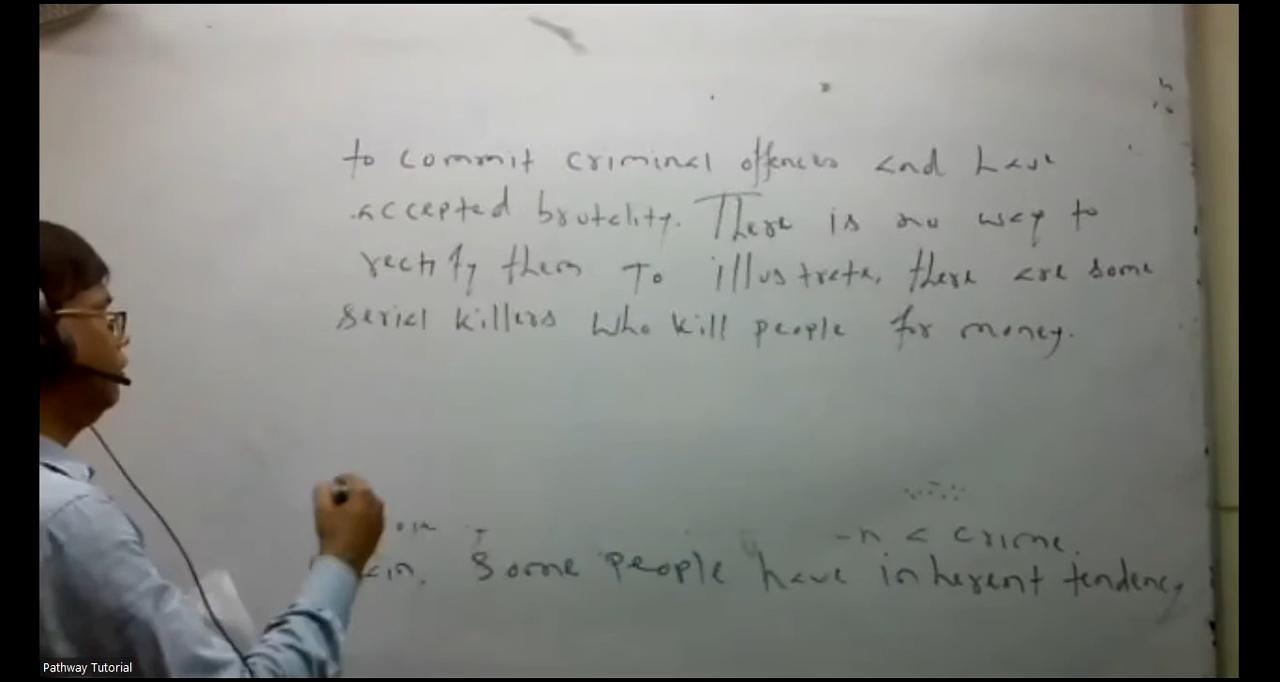 to commit criminal offences and have
accepted brutality. There is no way to
rectify them To illustrate, there are some
serial killers who kill people for money.
a crime.
Some people have inherent tendency
Pathway Tutorial